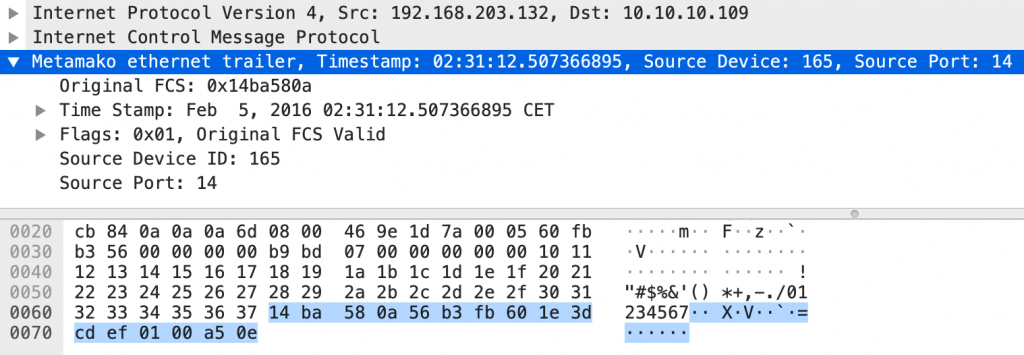 Internet Protocol Version 4, Src: 192.168.203.132, Dst: 10.10.10.109
Internet Control Message Protocol
Metamako ethernet trailer, Timestamp: 02:31:12.507366895, Source Device: 165, Source Port: 14
Original FCS: 0x14ba580a
Time Stamp: Feb  5, 2016 02:31:12.507366895 CET
Flags: 0x01, Original FCS Valid
Source Device ID: 165
Source Port: 14
0020 cb 84 0a 0a 0a 6d 08 00 46 9e 1d 7a 00 05 60 fb ·····m·· F··z··`·
0030 b3 56 00 00 00 00 b9 bd 07 00 00 00 00 00 10 11 ·V······ ········
0040 12 13 14 15 16 17 18 19 1a 1b 1c 1d 1e 1f 20 21 ········ ······ !
0050 22 23 24 25 26 27 28 29 2a 2b 2c 2d 2e 2f 30 31 "#$%&'() *+,-./01
0060 32 33 34 35 36 37 14 ba 58 0a 56 b3 fb 60 1e 3d 234567·· X·V··`·=
0070 cd ef 01 00 a5 0e ······